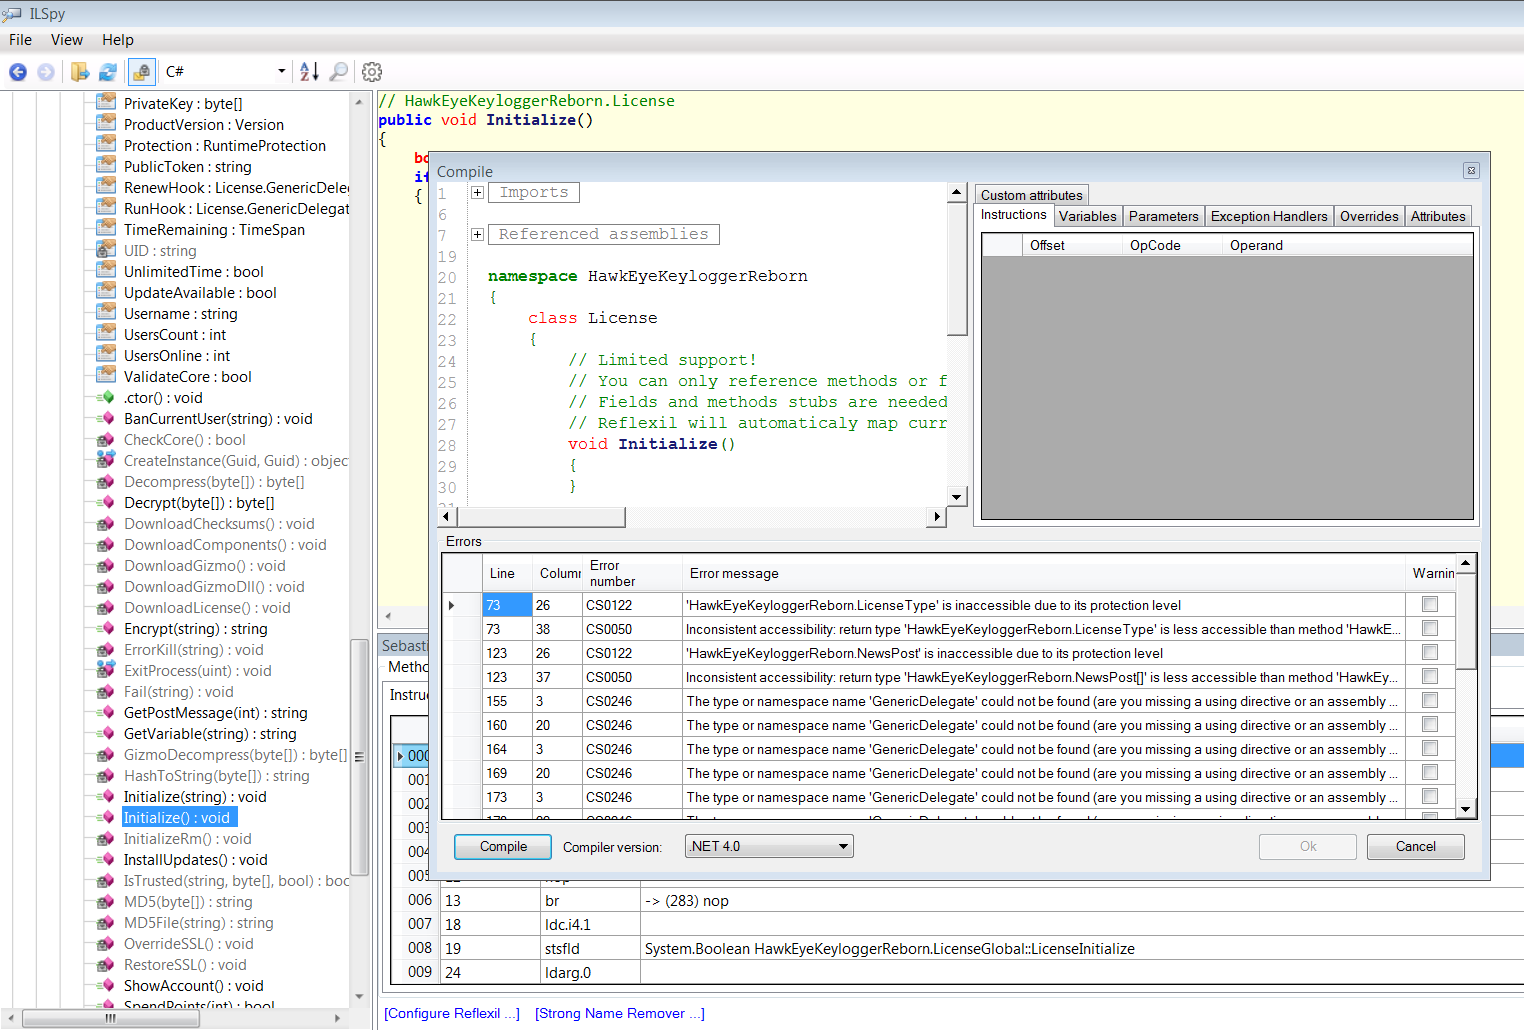 ILSpy
File View Help
C#
PrivateKey : byte[]
ProductVersion : Version
Protection : RuntimeProtection
PublicToken : string
RenewHook : License.GenericDeleg
RunHook : License.GenericDelegat
TimeRemaining : TimeSpan
UID : string
UnlimitedTime : bool
UpdateAvailable : bool
Username : string
UsersCount : int
UsersOnline : int
ValidateCore : bool
.ctor() : void
BanCurrentUser(string) : void
CheckCore() : bool
CreateInstance(Guid, Guid) : objec
Decompress(byte[]) : byte[]
Decrypt(byte[]) : byte[]
DownloadChecksums() : void
DownloadComponents() : void
DownloadGizmo() : void
DownloadGizmoDll() : void
DownloadLicense() : void
Encrypt(string) : string
ErrorKill(string) : void
ExitProcess(uint) : void
Fail(string) : void
GetPostMessage(int) : string
GetVariable(string) : string
GizmoDecompress(byte[]) : byte[]
HashToString(byte[]) : string
Initialize(string) : void
Initialize() : void
InitializeRm() : void
InstallUpdates() : void
IsTrusted(string, byte[], bool) : boo
MD5(byte[]) : string
MD5File(string) : string
OverrideSSL() : void
RestoreSSL() : void
ShowAccount() : void
SpendPoints(int) : bool
// HawkEyeKeyloggerReborn.License
public void Initialize()
{
bo
if
{
Compile
1 Imports
6
7 Referenced assemblies
19
20 namespace HawkEyeKeyloggerReborn
21 {
22 class License
23 {
24 // Limited support!
25 // You can only reference methods or f
26 // Fields and methods stubs are needed
27 // Reflexil will automaticaly map curr
28 void Initialize()
29 {
30 }
Custom attributes
Instructions Variables Parameters Exception Handlers Overrides Attributes
Offset OpCode Operand
Errors
Line Column Error number Error message Warnin
73 26 CS0122 'HawkEyeKeyloggerReborn.LicenseType' is inaccessible due to its protection level
73 38 CS0050 Inconsistent accessibility: return type 'HawkEyeKeyloggerReborn.LicenseType' is less accessible than method 'HawkE...
123 26 CS0122 'HawkEyeKeyloggerReborn.NewsPost' is inaccessible due to its protection level
123 37 CS0050 Inconsistent accessibility: return type 'HawkEyeKeyloggerReborn.NewsPost[]' is less accessible than method 'HawkEy...
155 3 CS0246 The type or namespace name 'GenericDelegate' could not be found (are you missing a using directive or an assembly ...
160 20 CS0246 The type or namespace name 'GenericDelegate' could not be found (are you missing a using directive or an assembly ...
164 3 CS0246 The type or namespace name 'GenericDelegate' could not be found (are you missing a using directive or an assembly ...
169 20 CS0246 The type or namespace name 'GenericDelegate' could not be found (are you missing a using directive or an assembly ...
173 3 CS0246 The type or namespace name 'GenericDelegate' could not be found (are you missing a using directive or an assembly ...
Compile Compiler version: .NET 4.0 Ok Cancel
Sebasti
Metho
Instruc
000
001
002
003
004
005 12 nop
006 13 br -> (283) nop
007 18 ldc.i4.1
008 19 stsfld System.Boolean HawkEyeKeyloggerReborn.LicenseGlobal::LicenseInitialize
009 24 ldarg.0
[Configure Reflexil ...] [Strong Name Remover ...]